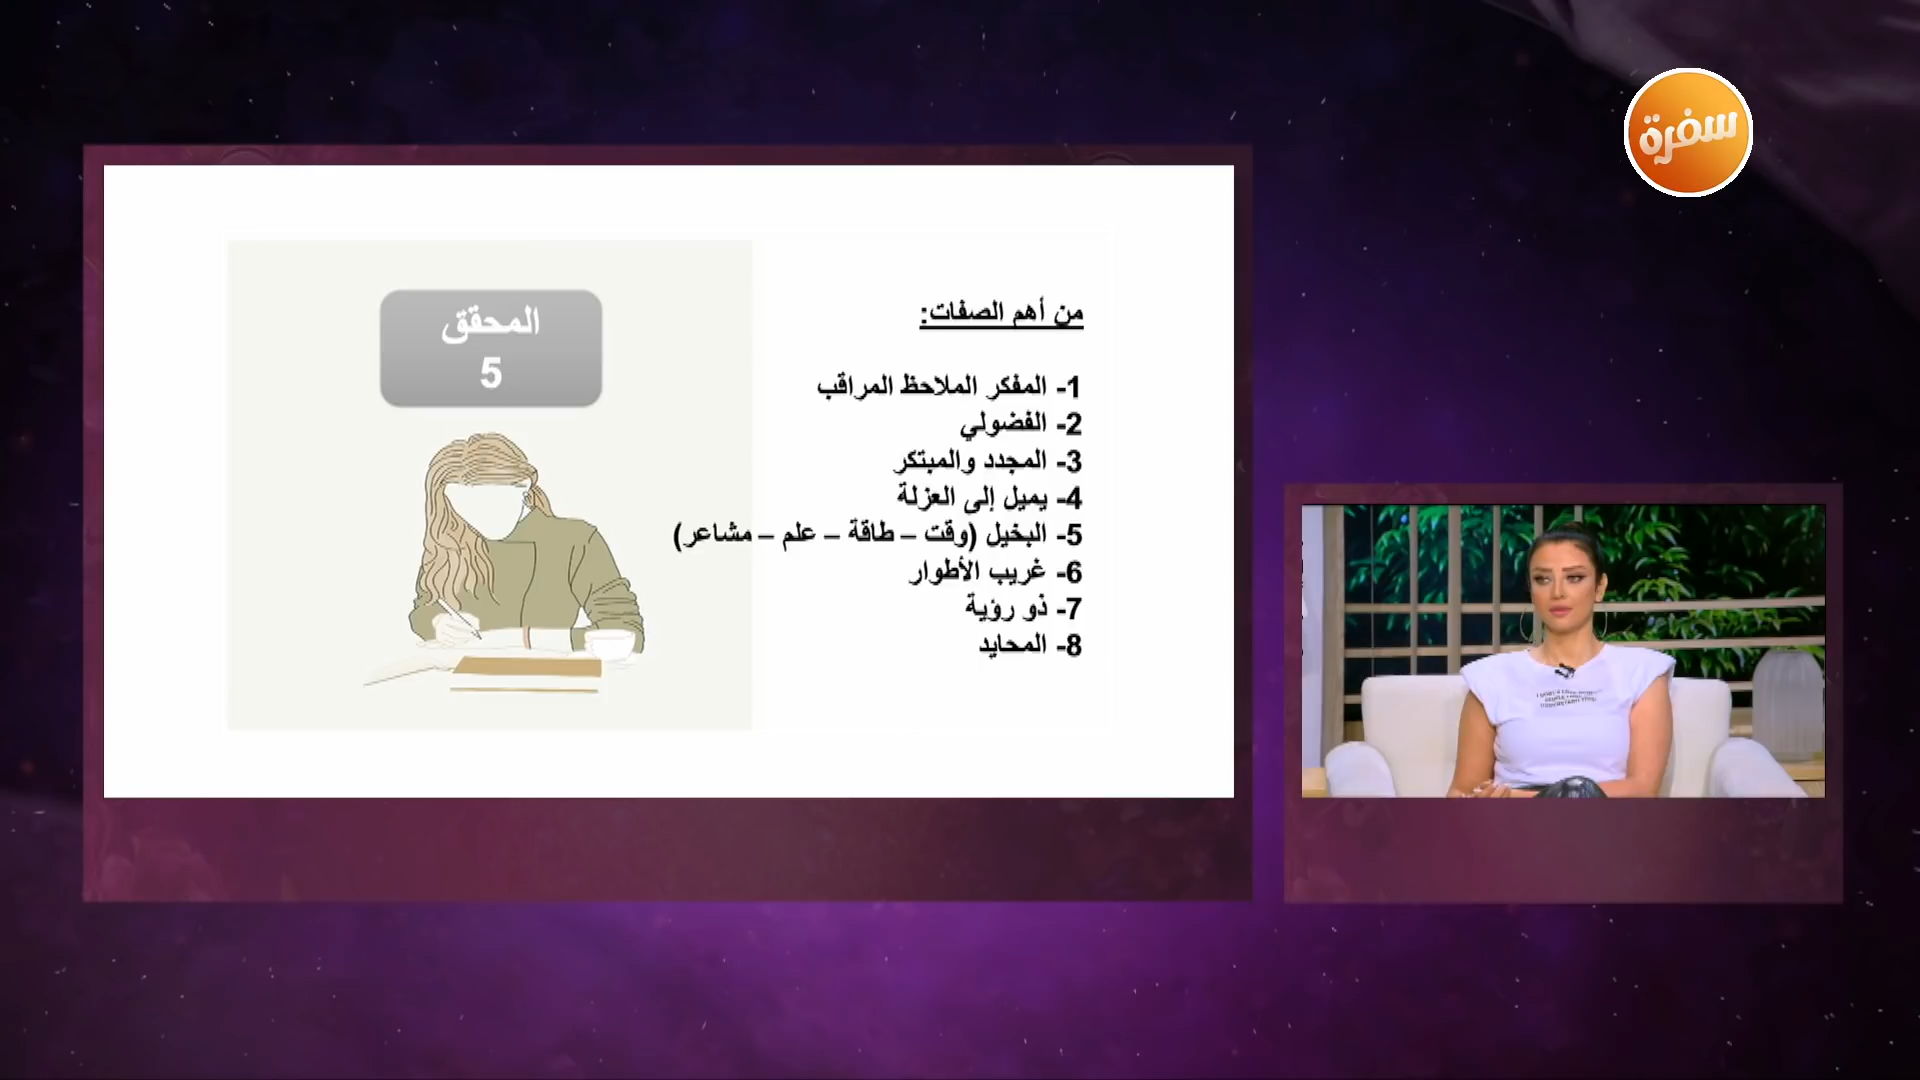 سفرة
المحقق
5
من أهم الصفات:
1- المفكر الملاحظ المراقب
2- الفضولي
3- المجدد والمبتكر
4- يميل إلى العزلة
5- البخيل (وقت – طاقة – علم – مشاعر)
6- غريب الأطوار
7- ذو رؤية
8- المحايد